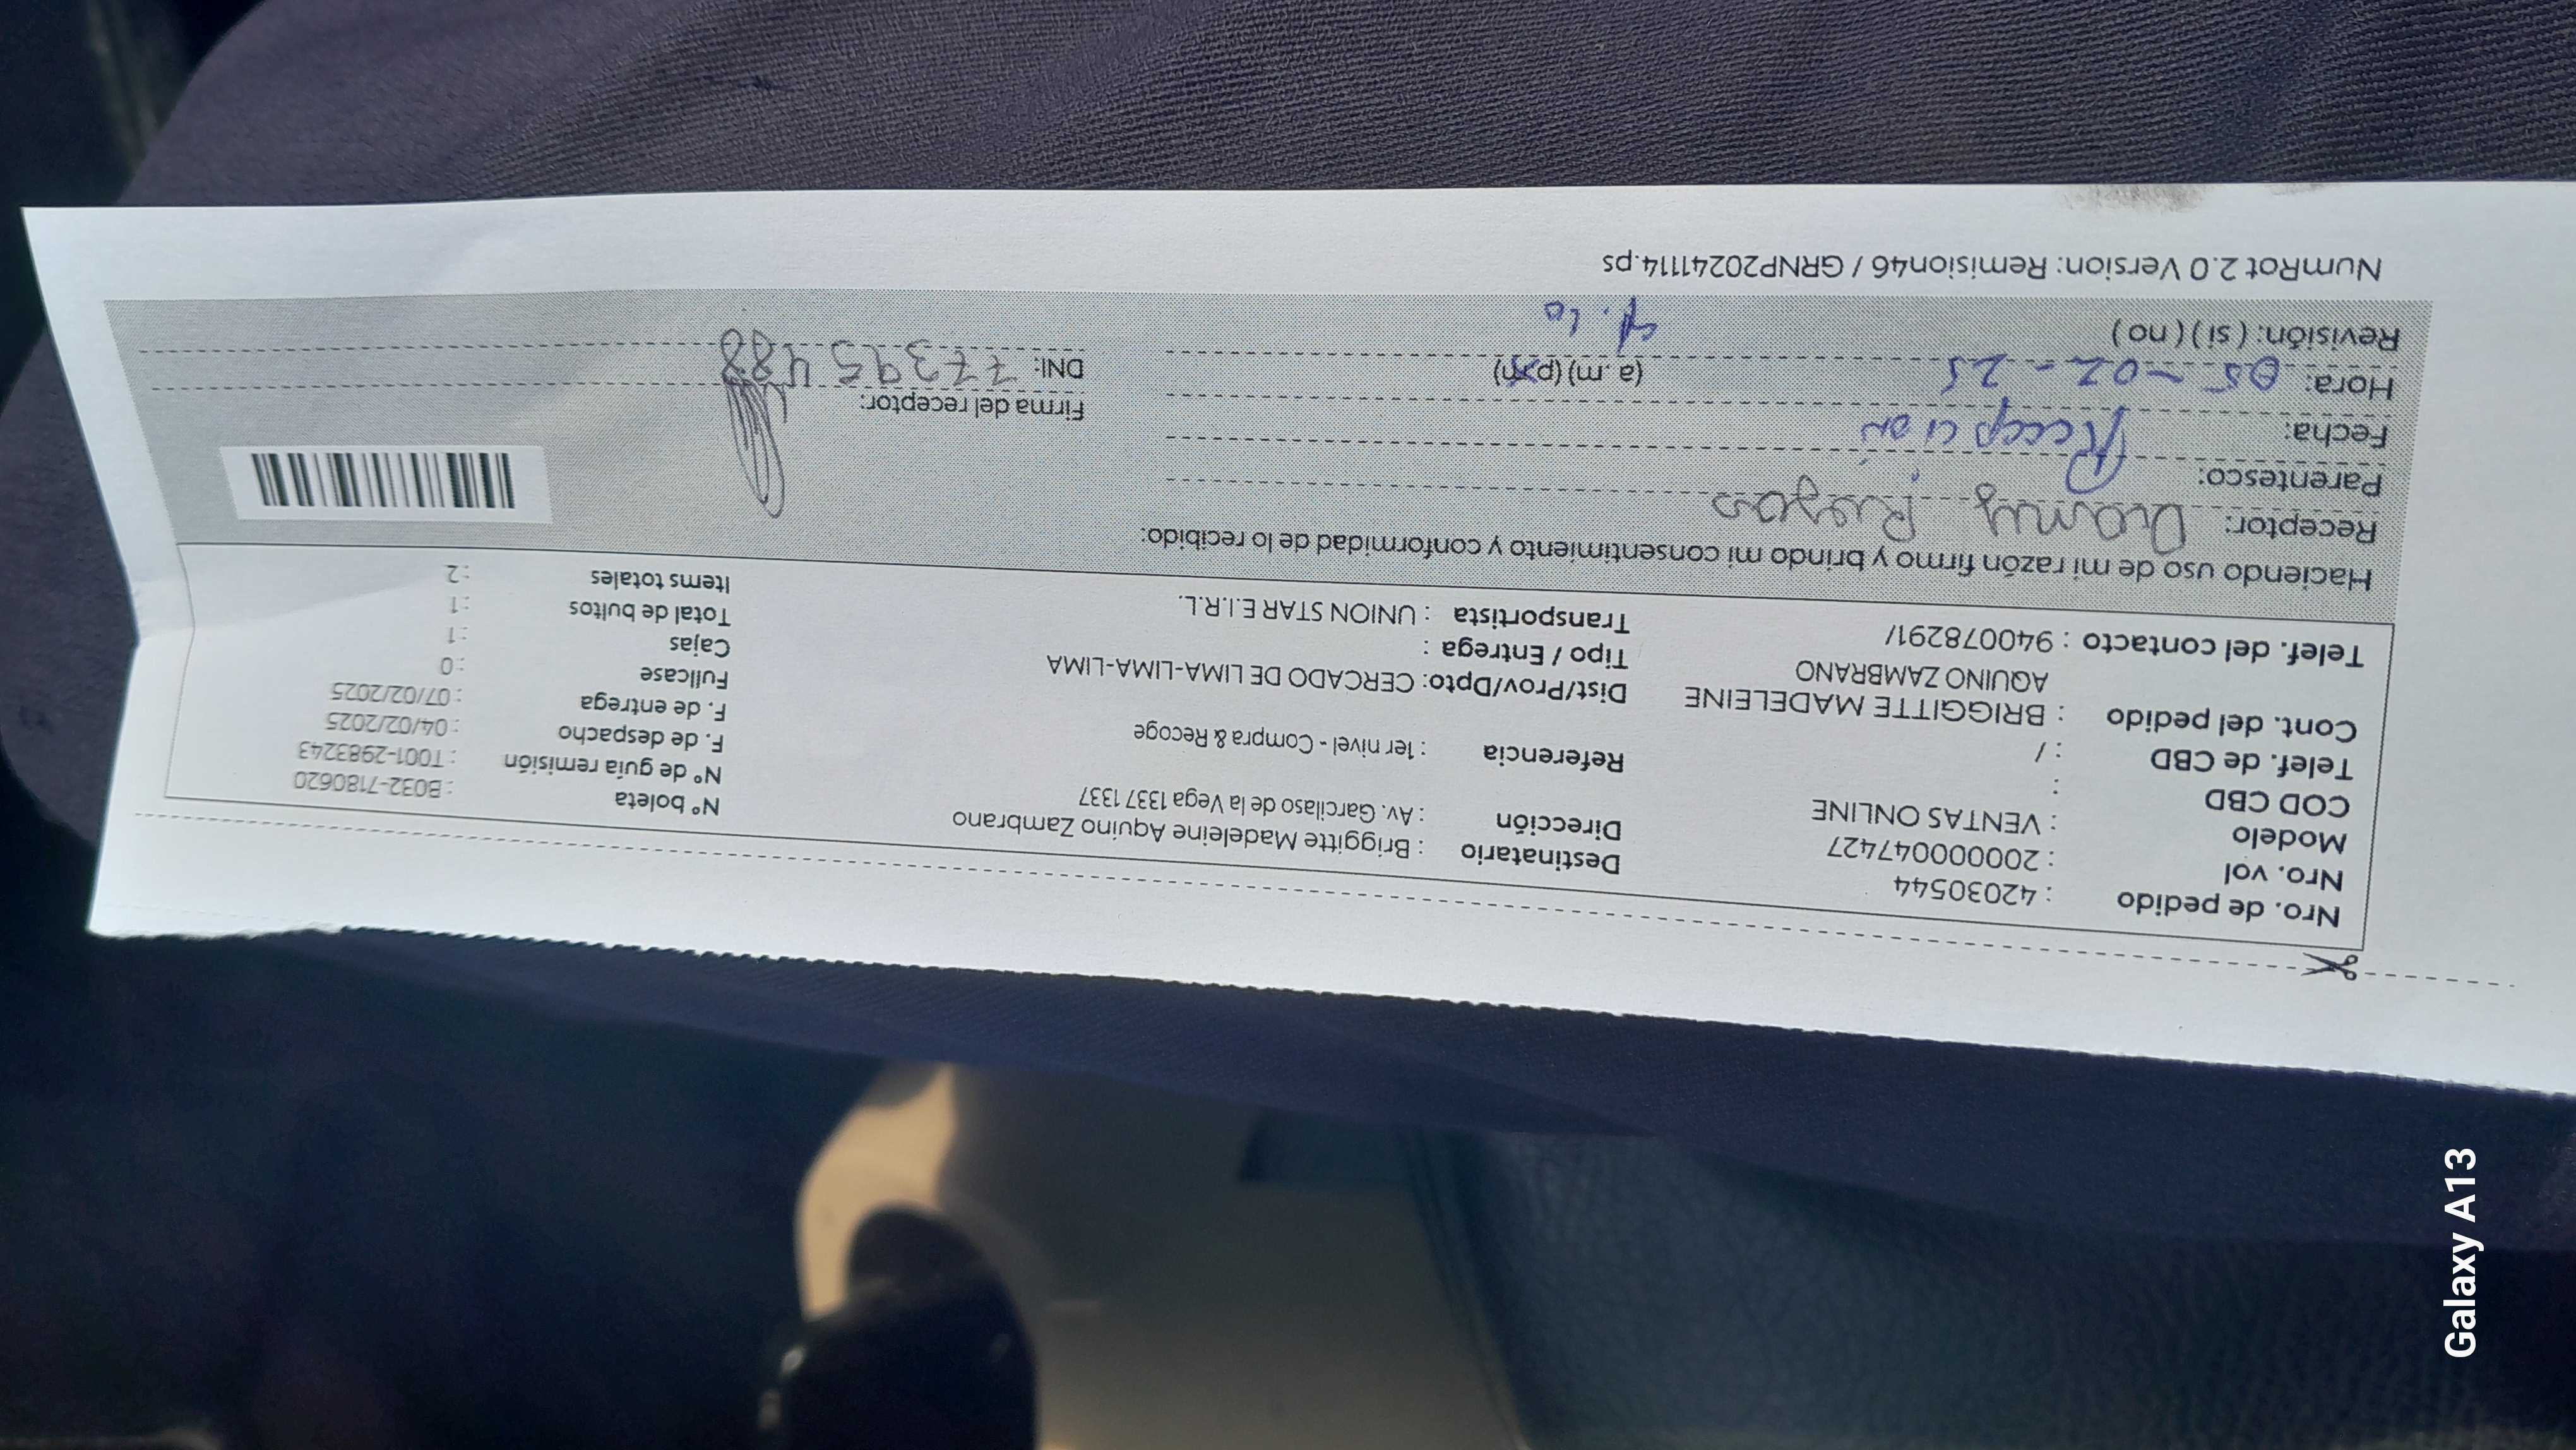 Nro. de pedido : 42030544
Nro. vol : 20000004747427
Modelo : VENTAS ONLINE
COD CBD :
Telef. de CBD : /
Cont. del pedido : BRIGGITTE MADELEINE
AQUINO ZAMBRANO
Telef. del contacto : 940078291/
Destinatario : Briggitte Madeleine Aquino Zambrano
Dirección : Av. Garcilaso de la Vega 1337 1337
Referencia : 1er nivel - Compra & Recoge
Dist/Prov/Dpto: CERCADO DE LIMA-LIMA-LIMA
Tipo / Entrega :
Transportista : UNION STAR E.I.R.L.
N° boleta : B032-7180620
N° de guía remisión : T001-2983243
F. de despacho : 04/02/2025
F. de entrega : 07/02/2025
Fullcase : 0
Cajas : 1
Total de bultos : 1
Items totales : 2
Haciendo uso de mi razón firmo y brindo mi consentimiento y conformidad de lo recibido:
Receptor:
Parentesco: Recepción
Fecha:
Hora: 05-02-25 (a.m) (p.m)
Revisión: (si) (no)
Firma del receptor:
DNI: 77395488
NumRot 2.0 Version: Remision46 / GRNP20241114.ps
Galaxy A13